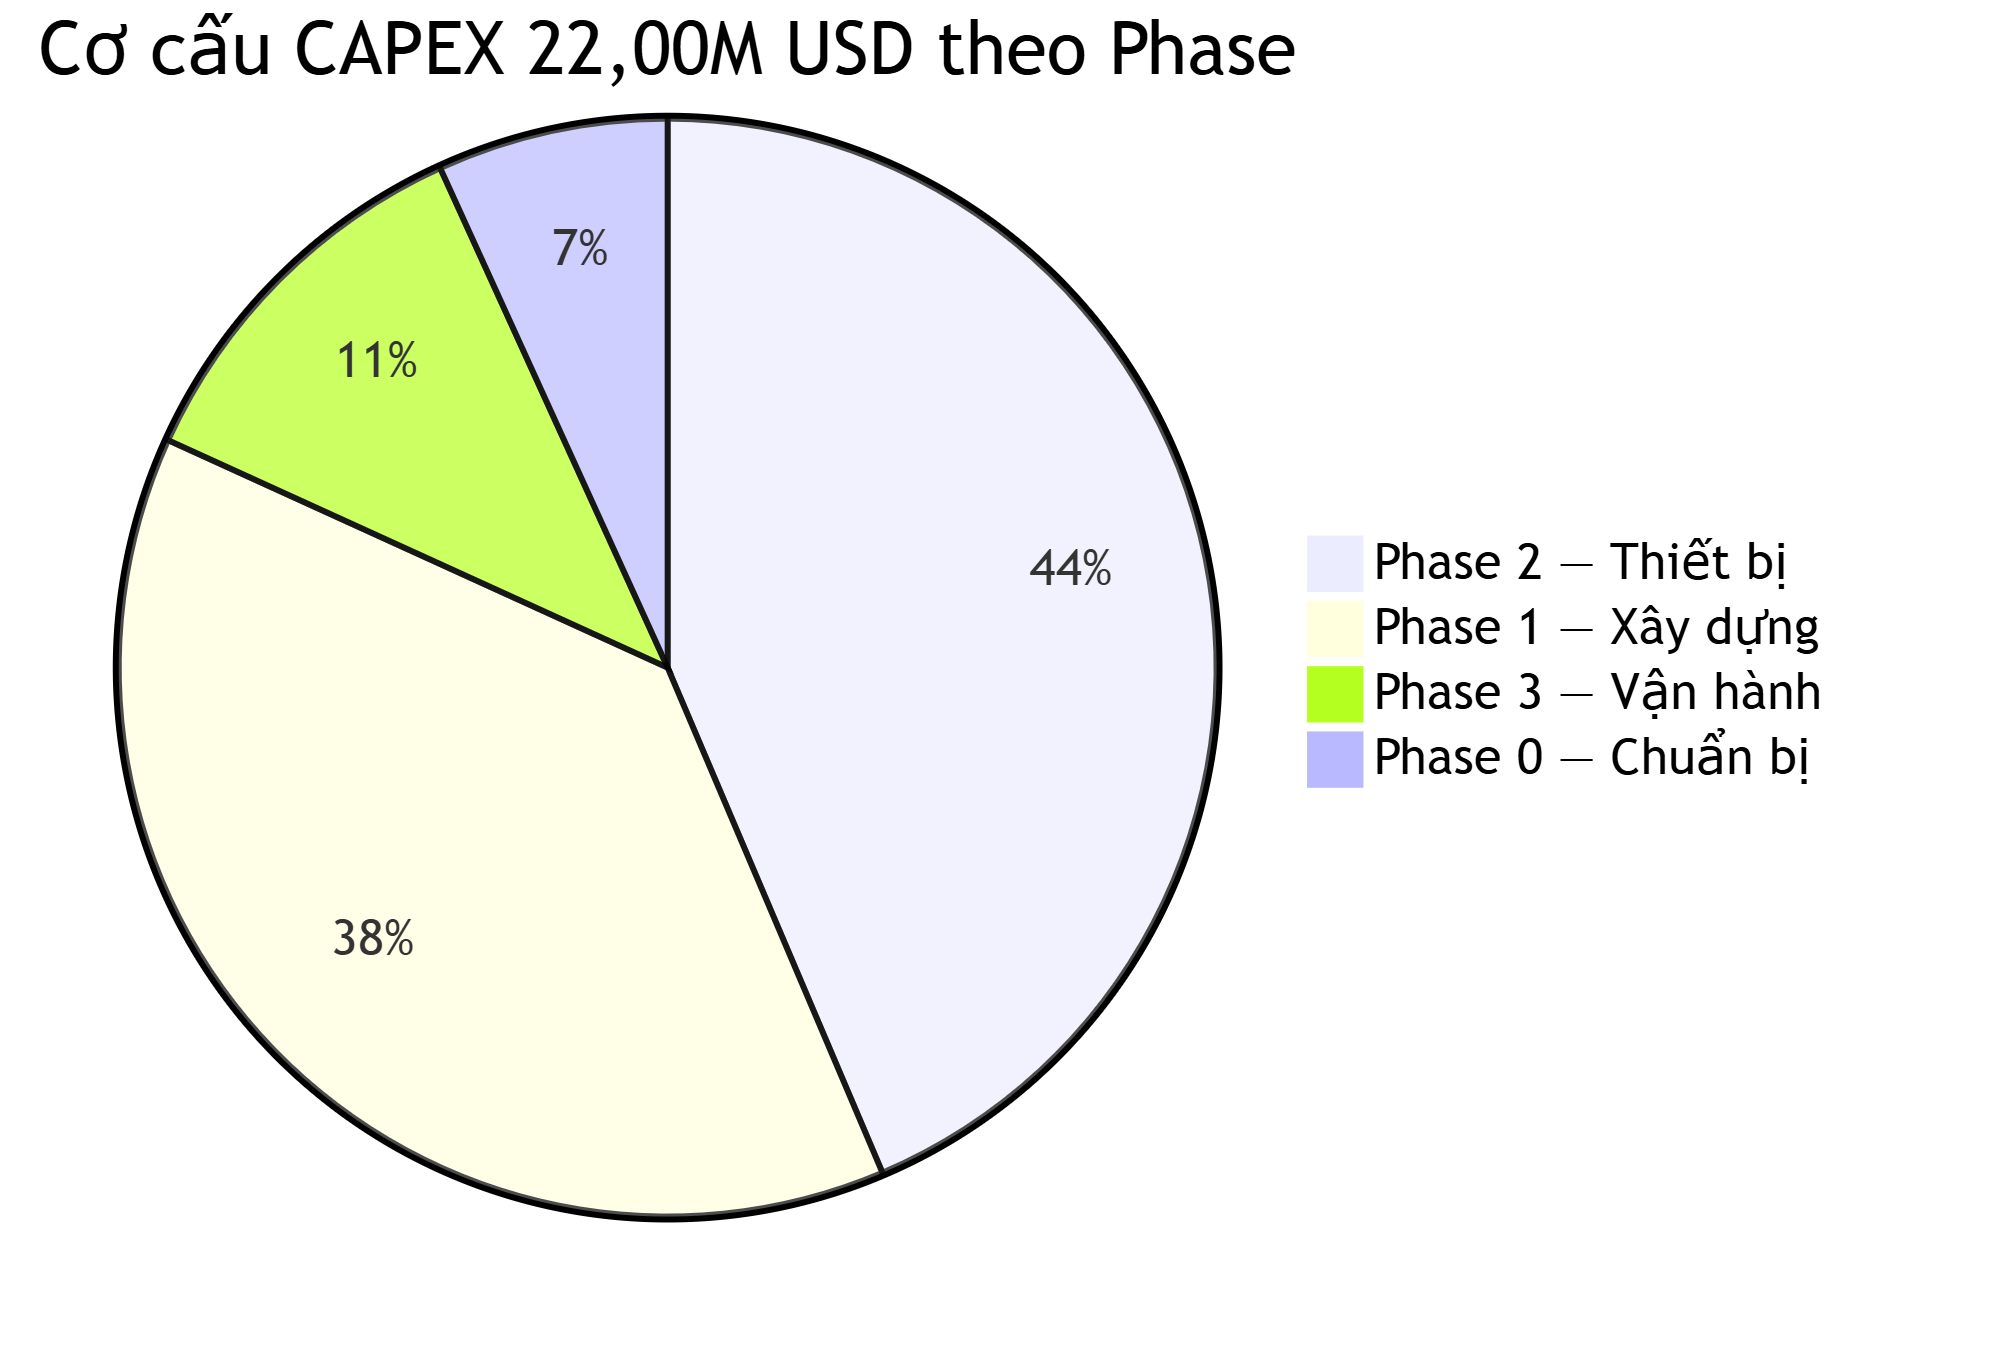 Cơ cấu CAPEX 22,00M USD theo Phase
7%
11%
44%
38%
Phase 2 — Thiết bị
Phase 1 — Xây dựng
Phase 3 — Vận hành
Phase 0 — Chuẩn bị